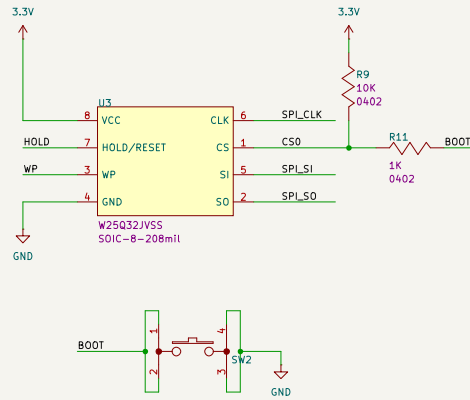 3.3V
3.3V
R9
10K
0402
U3
8 VCC CLK 6 SPI_CLK
HOLD 7 HOLD/RESET CS 1 CS0
R11
BOOT
1K
0402
WP 3 WP SI 5 SPI_SI
4 GND SO 2 SPI_SO
W25Q32JVSS
SOIC-8-208mil
GND
BOOT
1
4
SW2
2
3
GND